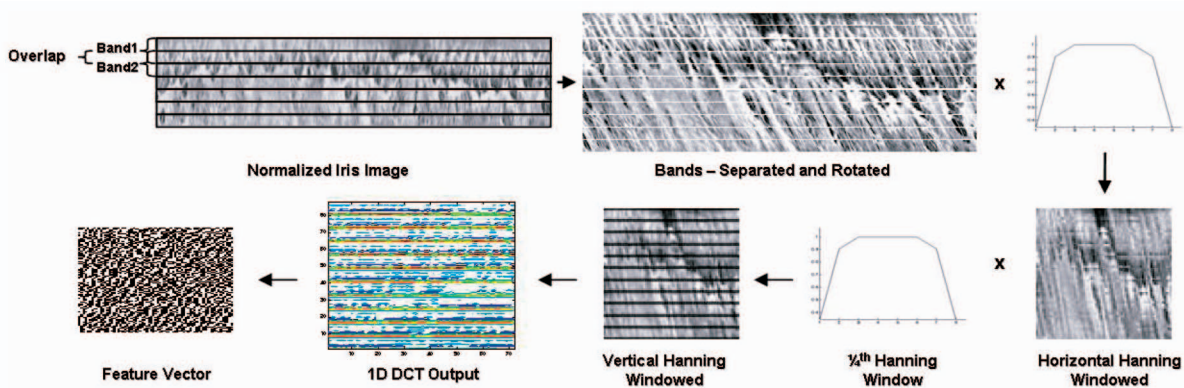 Overlap
Band1
Band2
x
Normalized Iris Image
Bands – Separated and Rotated
x
Feature Vector
1D DCT Output
Vertical Hanning Windowed
¼th Hanning Window
Horizontal Hanning Windowed